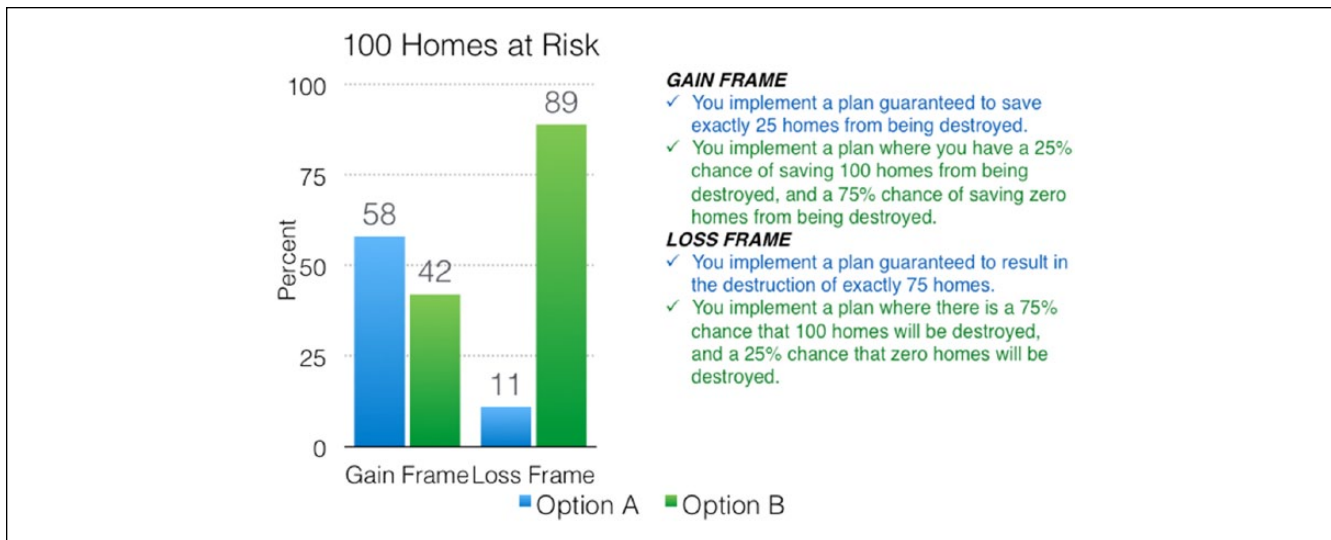 100 Homes at Risk
100
75
50
25
0
Percent
58
42
11
89
Gain Frame
Loss Frame
Option A
Option B
GAIN FRAME
✓ You implement a plan guaranteed to save
exactly 25 homes from being destroyed.
✓ You implement a plan where you have a 25%
chance of saving 100 homes from being
destroyed, and a 75% chance of saving zero
homes from being destroyed.
LOSS FRAME
✓ You implement a plan guaranteed to result in
the destruction of exactly 75 homes.
✓ You implement a plan where there is a 75%
chance that 100 homes will be destroyed,
and a 25% chance that zero homes will be
destroyed.